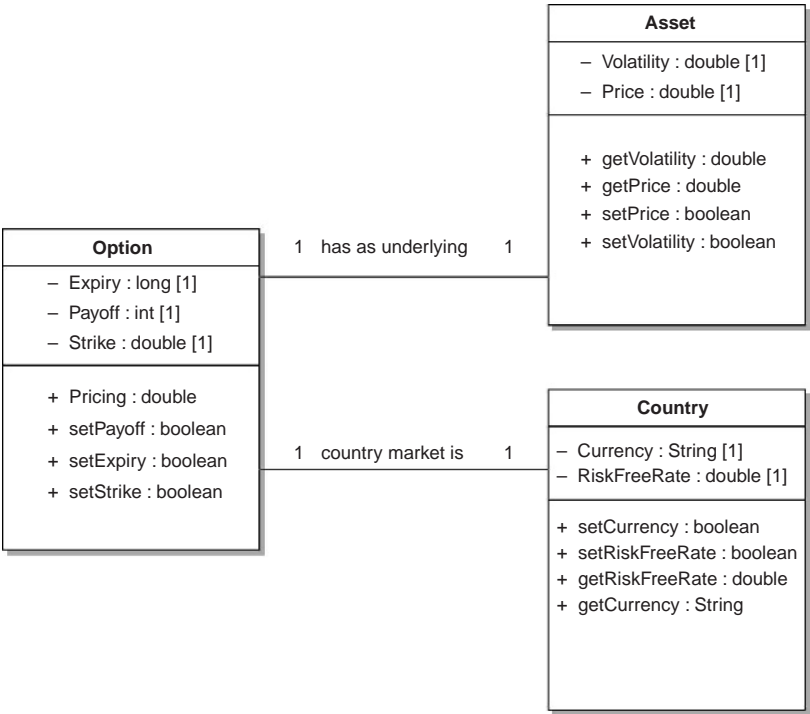 Asset
– Volatility : double [1]
– Price : double [1]
+ getVolatility : double
+ getPrice : double
+ setPrice : boolean
+ setVolatility : boolean
Option
– Expiry : long [1]
– Payoff : int [1]
– Strike : double [1]
+ Pricing : double
+ setPayoff : boolean
+ setExpiry : boolean
+ setStrike : boolean
1 has as underlying 1
1 country market is 1
Country
– Currency : String [1]
– RiskFreeRate : double [1]
+ setCurrency : boolean
+ setRiskFreeRate : boolean
+ getRiskFreeRate : double
+ getCurrency : String